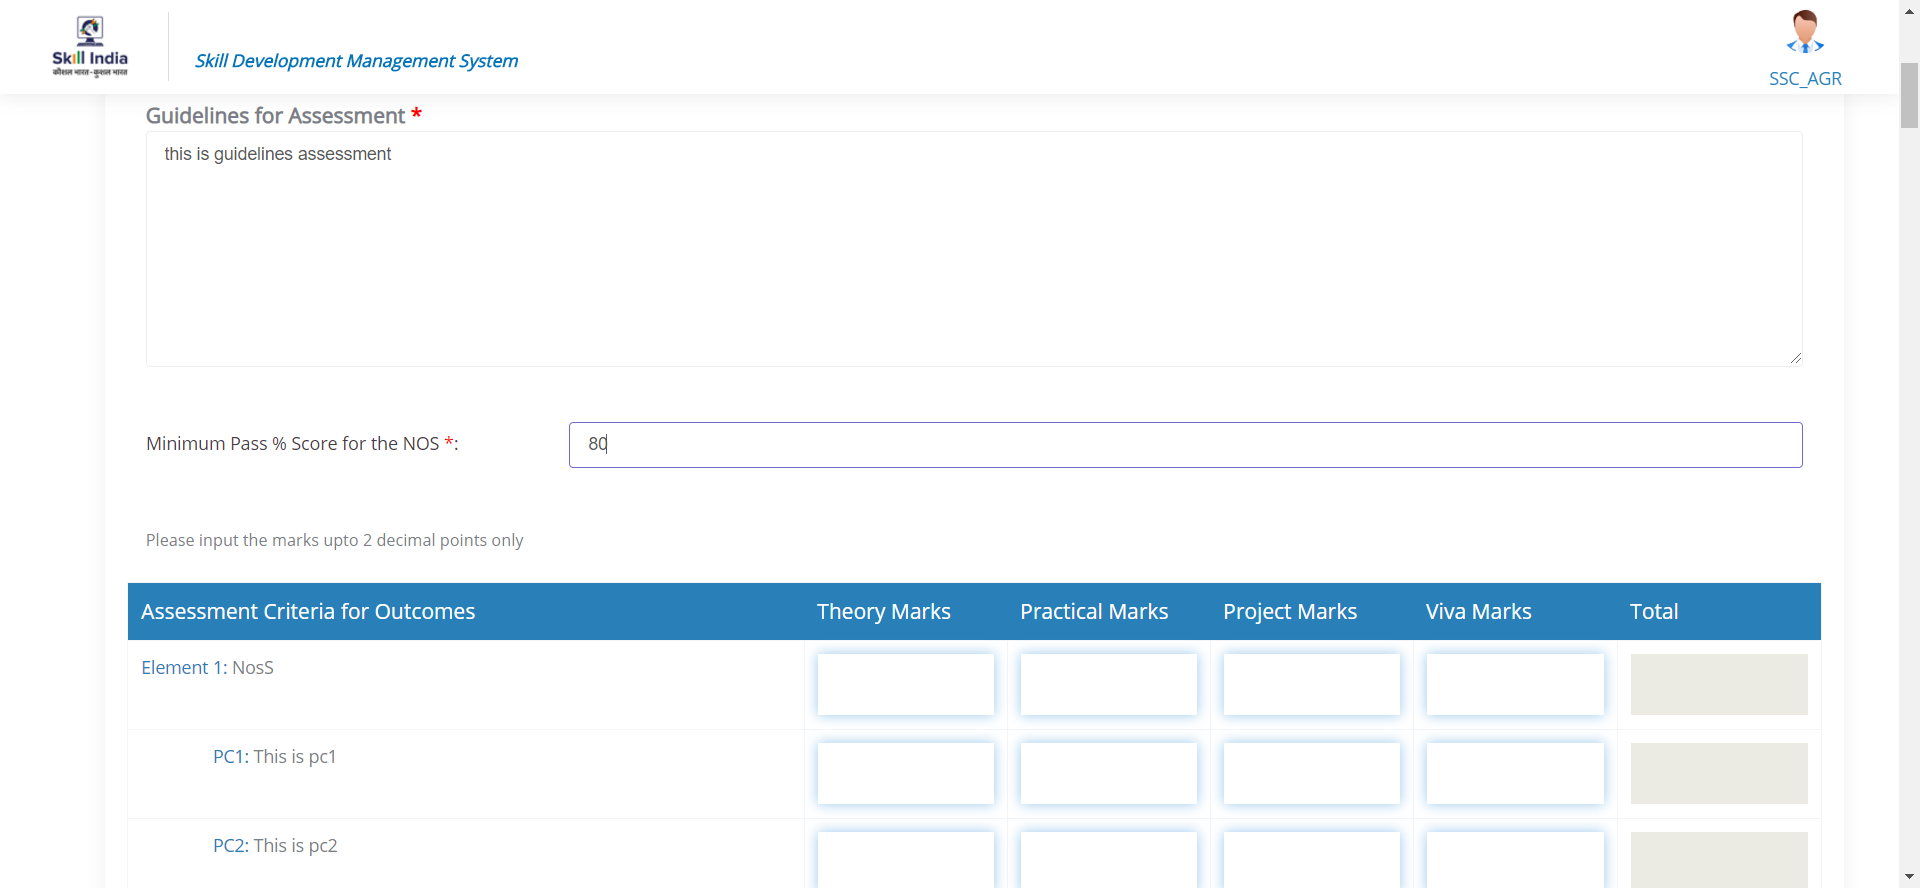 Skill India
कौशल भारत-कुशल भारत
Skill Development Management System
SSC_AGR
Guidelines for Assessment *
this is guidelines assessment
Minimum Pass % Score for the NOS *:
80
Please input the marks upto 2 decimal points only
Assessment Criteria for Outcomes Theory Marks Practical Marks Project Marks Viva Marks Total
Element 1: NosS
PC1: This is pc1
PC2: This is pc2